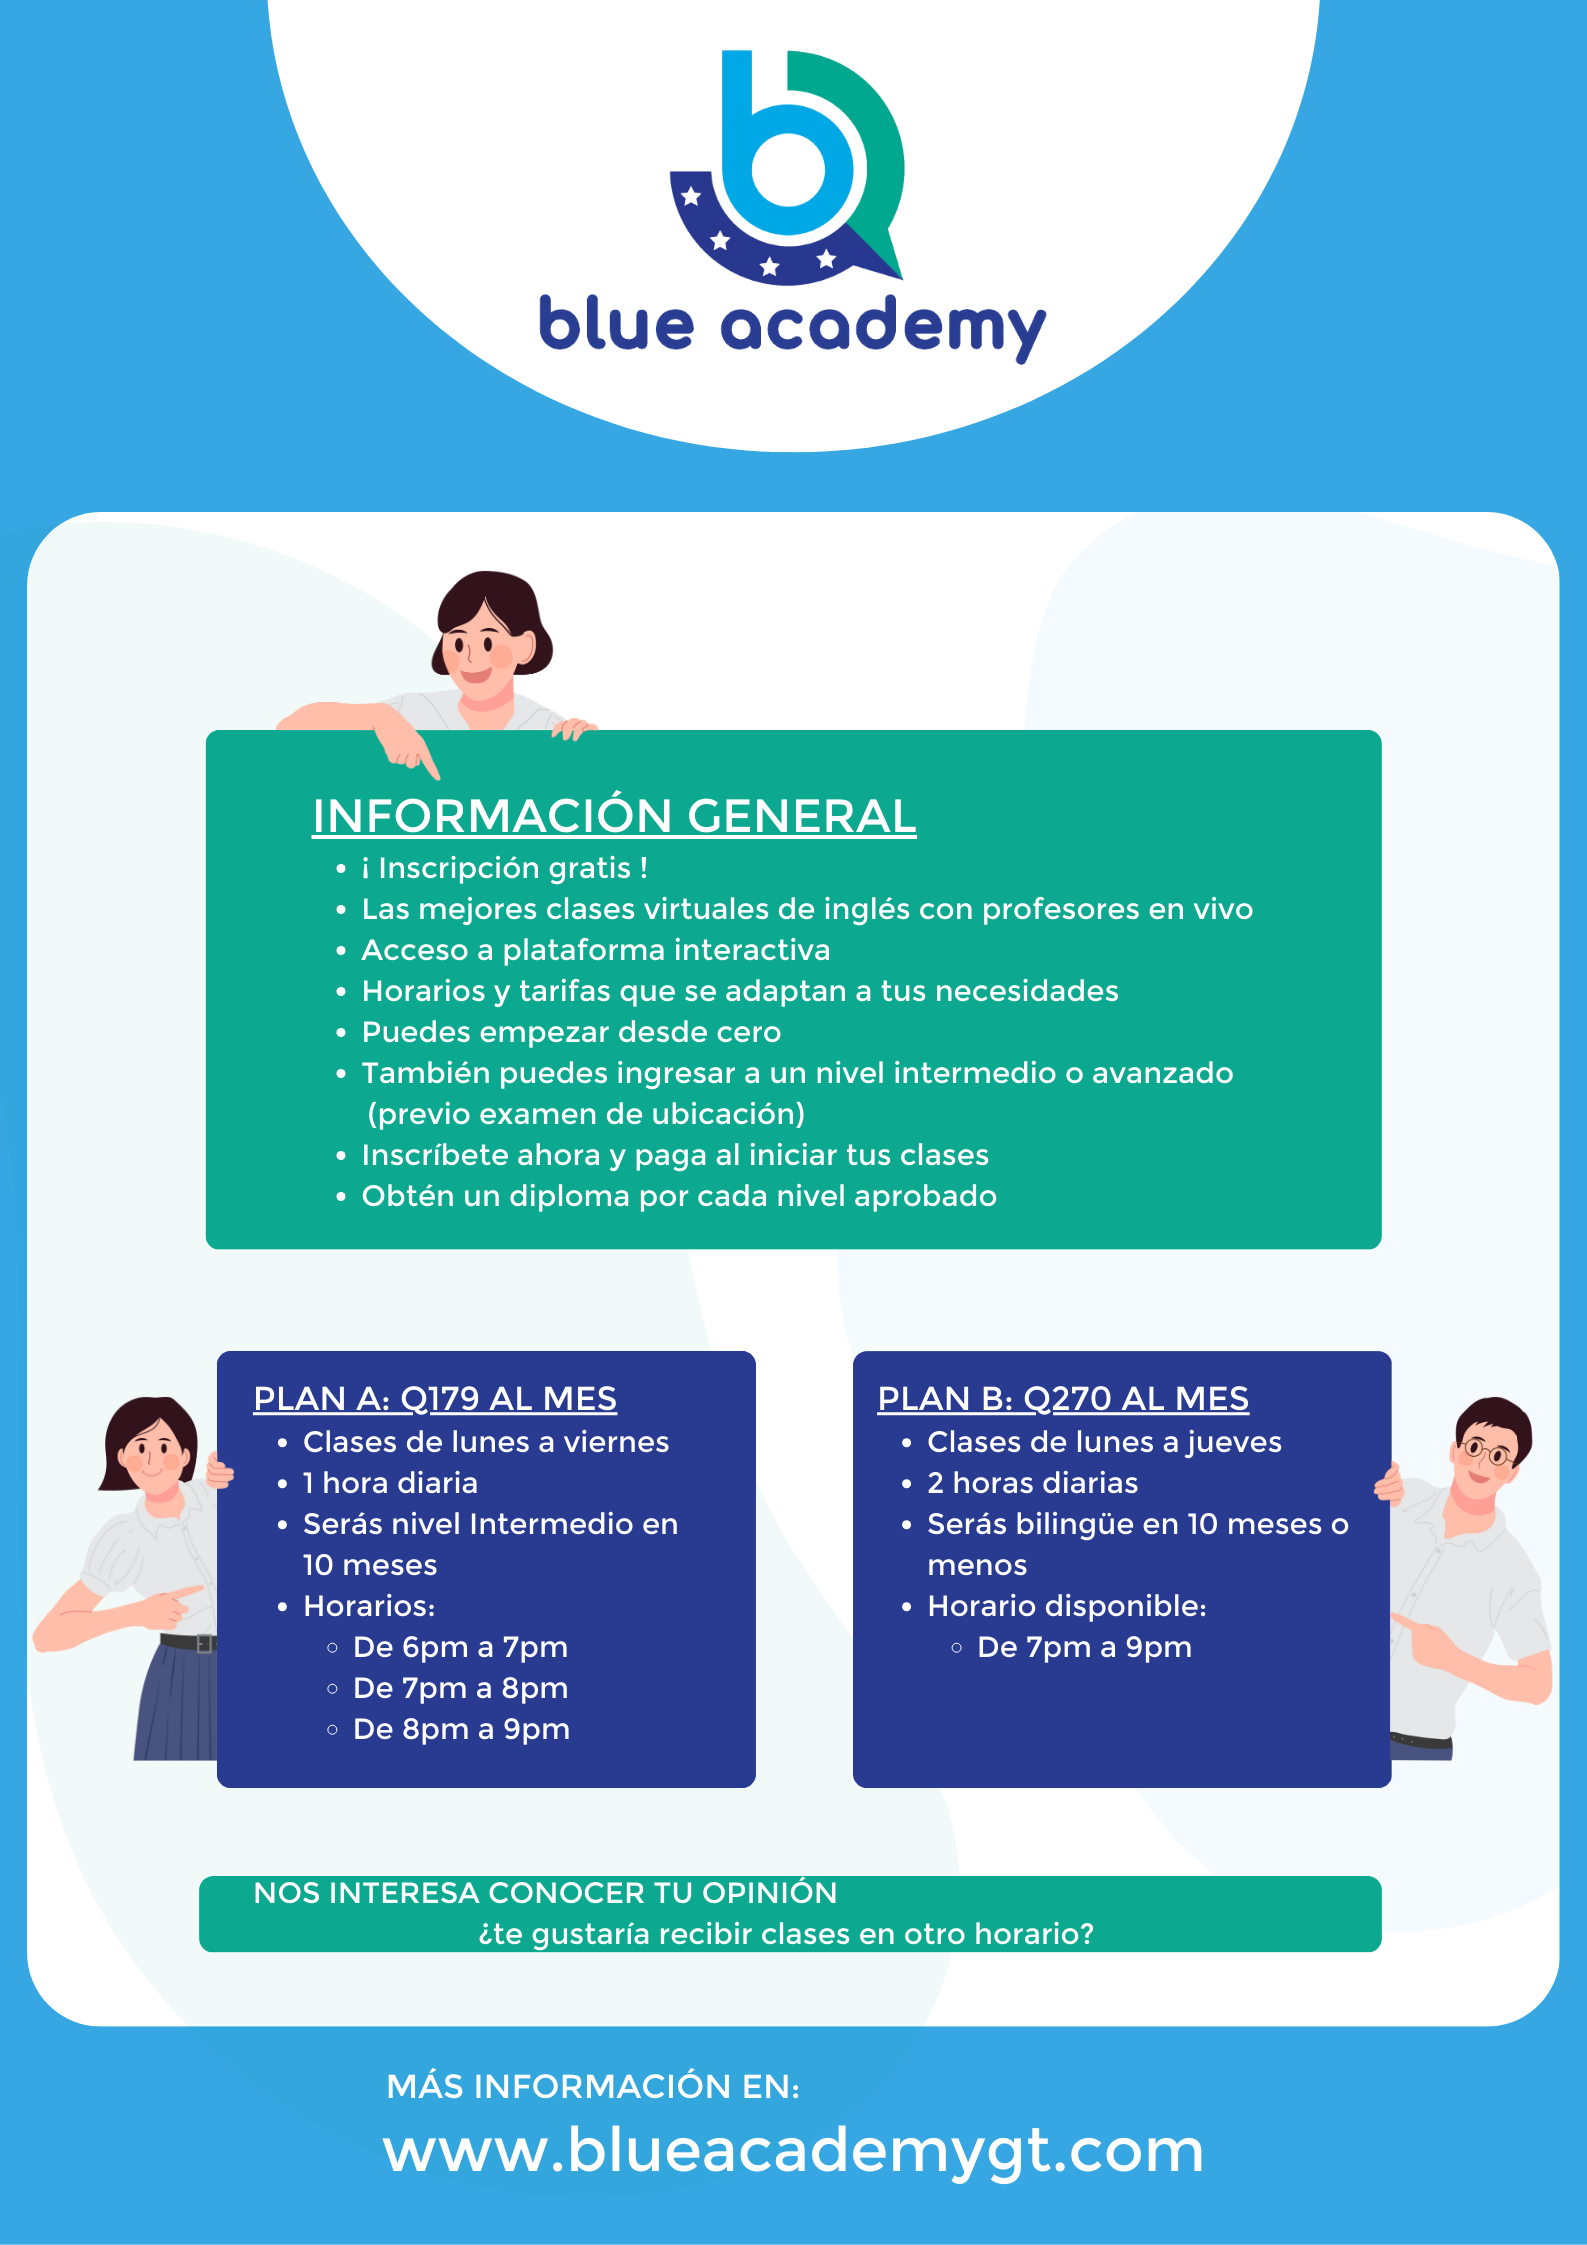 blue academy
INFORMACIÓN GENERAL
• ¡ Inscripción gratis !
• Las mejores clases virtuales de inglés con profesores en vivo
• Acceso a plataforma interactiva
• Horarios y tarifas que se adaptan a tus necesidades
• Puedes empezar desde cero
• También puedes ingresar a un nivel intermedio o avanzado
(previo examen de ubicación)
• Inscríbete ahora y paga al iniciar tus clases
• Obtén un diploma por cada nivel aprobado
PLAN A: Q179 AL MES
• Clases de lunes a viernes
• 1 hora diaria
• Serás nivel Intermedio en
10 meses
• Horarios:
◦ De 6pm a 7pm
◦ De 7pm a 8pm
◦ De 8pm a 9pm
PLAN B: Q270 AL MES
• Clases de lunes a jueves
• 2 horas diarias
• Serás bilingüe en 10 meses o
menos
• Horario disponible:
◦ De 7pm a 9pm
NOS INTERESA CONOCER TU OPINIÓN
¿te gustaría recibir clases en otro horario?
MÁS INFORMACIÓN EN:
www.blueacademygt.com